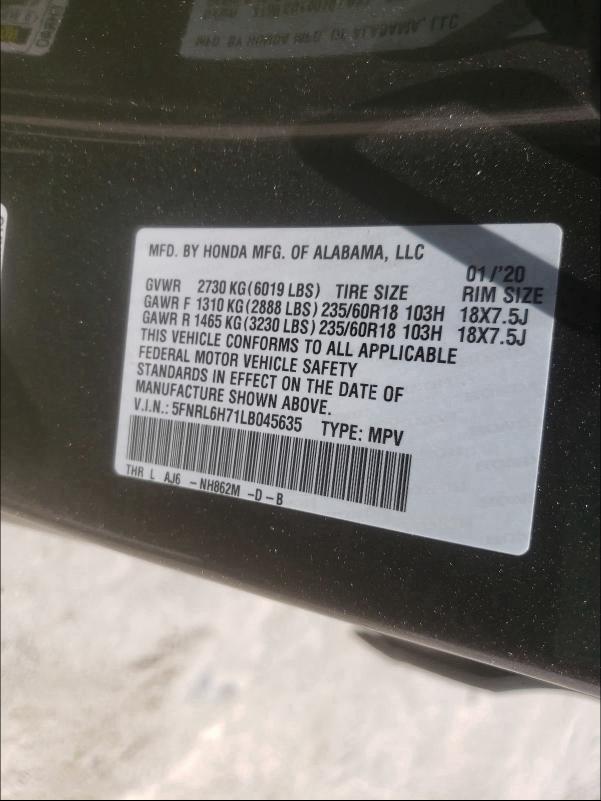 MFD. BY HONDA MFG. OF ALABAMA, LLC 01/'20
GVWR 2730 KG (6019 LBS) TIRE SIZE RIM SIZE
GAWR F 1310 KG (2888 LBS) 235/60R18 103H 18X7.5J
GAWR R 1465 KG (3230 LBS) 235/60R18 103H 18X7.5J
THIS VEHICLE CONFORMS TO ALL APPLICABLE
FEDERAL MOTOR VEHICLE SAFETY
STANDARDS IN EFFECT ON THE DATE OF
MANUFACTURE SHOWN ABOVE.
V.I.N.: 5FNRL6H71LB045635 TYPE: MPV
THR L AJ6 -NH862M -D-B